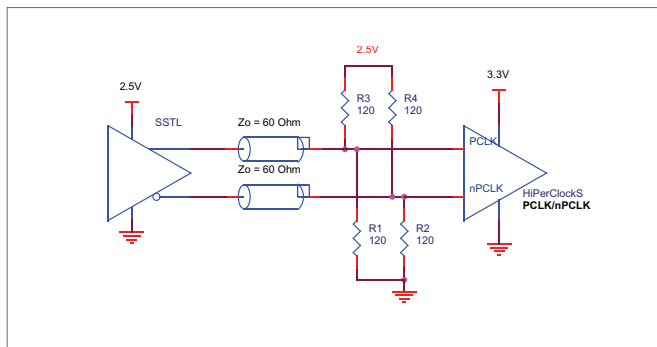 2.5V
2.5V
3.3V
SSTL
Zo = 60 Ohm
R3
120
R4
120
PCLK
Zo = 60 Ohm
nPCLK
HiPerClockS
PCLK/nPCLK
R1
120
R2
120